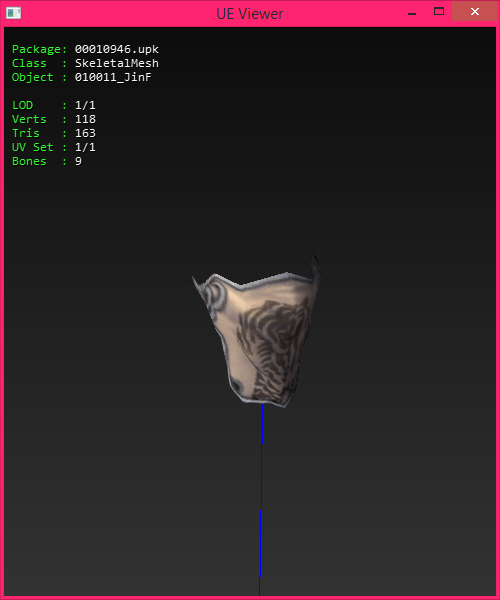 UE Viewer
Package: 00010946.upk
Class : SkeletalMesh
Object : 010011_JinF
LOD : 1/1
Verts : 118
Tris : 163
UV Set : 1/1
Bones : 9